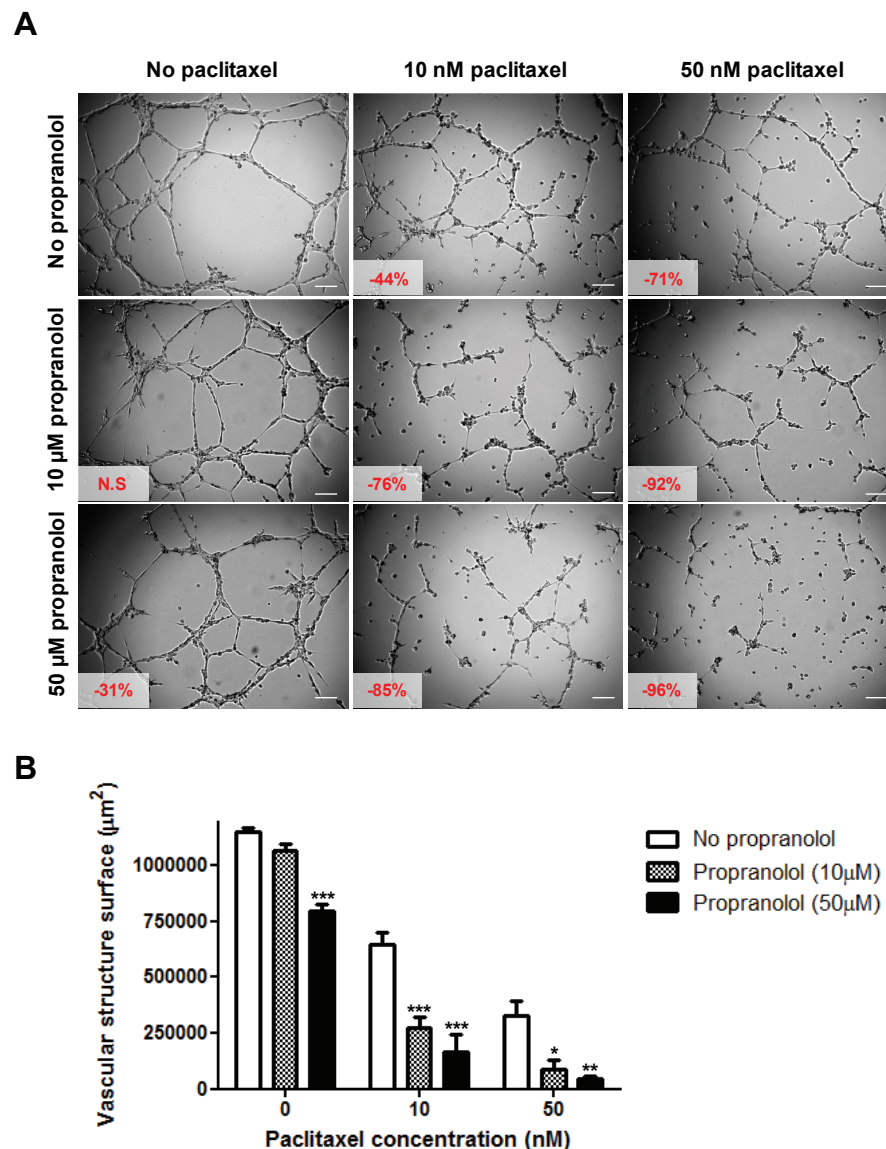 A
No paclitaxel
10 nM paclitaxel
50 nM paclitaxel
No propranolol
-44%
-71%
10 µM propranolol
N.S
-76%
-92%
50 µM propranolol
-31%
-85%
-96%
B
Vascular structure surface (µm²)
1000000
750000
500000
250000
0
***
***
***
*
**
0
10
50
Paclitaxel concentration (nM)
No propranolol
Propranolol (10µM)
Propranolol (50µM)